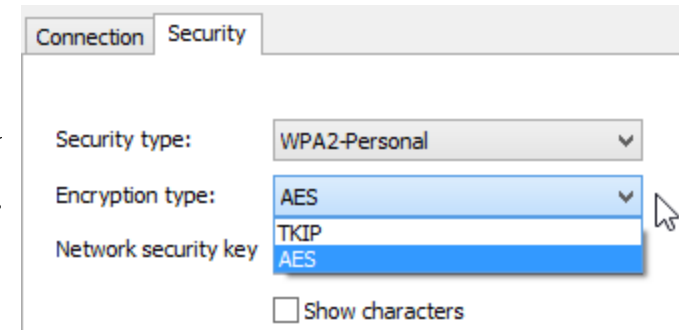 Connection Security
Security type: WPA2-Personal
Encryption type: AES
TKIP
Network security key AES
Show characters